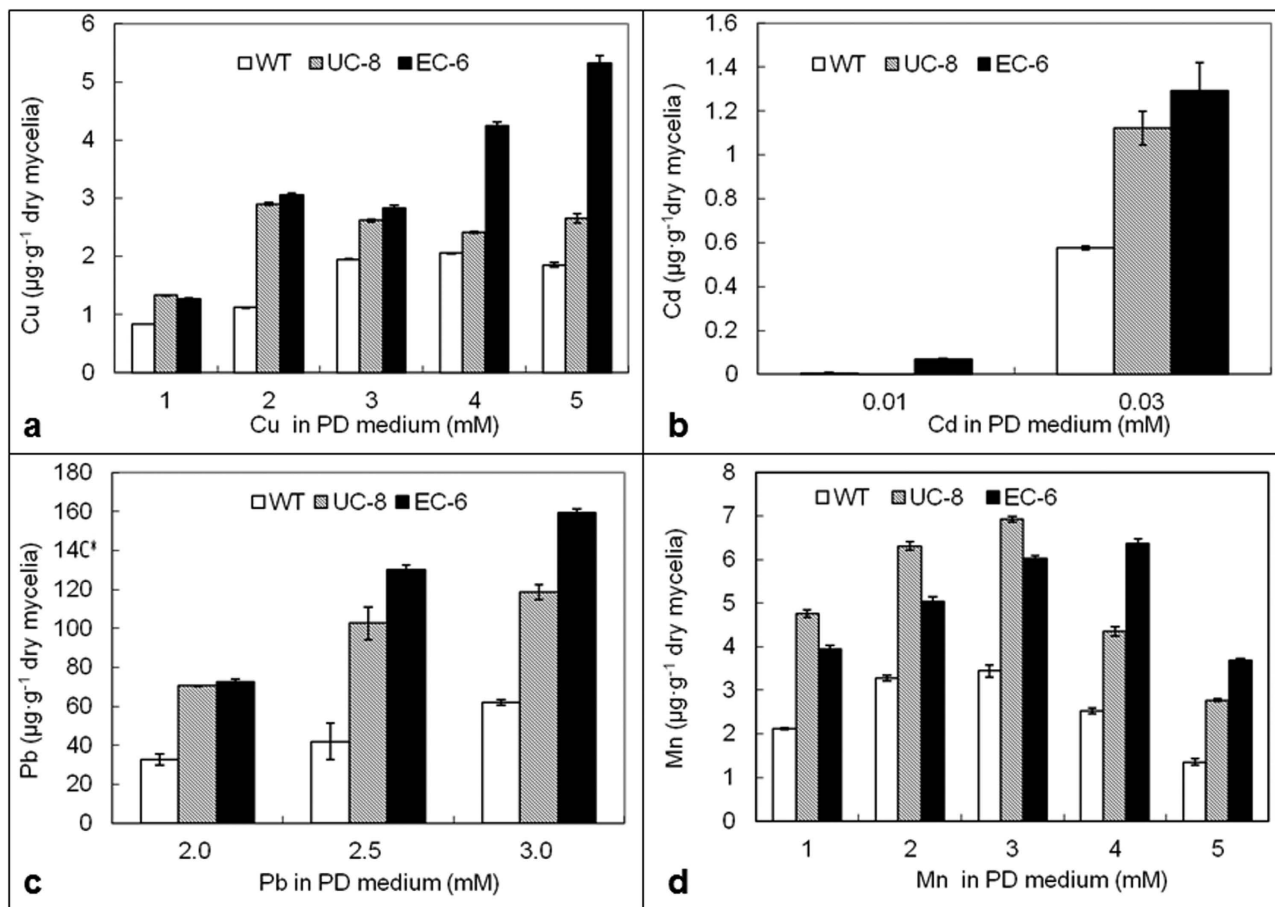 6
5
4
3
2
1
0
WT UC-8 EC-6
Cu (µg·g⁻¹ dry mycelia)
1 2 3 4 5
Cu in PD medium (mM)
a
1.6
1.4
1.2
1
0.8
0.6
0.4
0.2
0
WT UC-8 EC-6
Cd (µg·g⁻¹dry mycelia)
0.01 0.03
Cd in PD medium (mM)
b
180
160
14C*
120
100
80
60
40
20
0
WT UC-8 EC-6
Pb (µg·g⁻¹ dry mycelia)
2.0 2.5 3.0
Pb in PD medium (mM)
c
8
7
6
5
4
3
2
1
0
WT UC-8 EC-6
Mn (µg·g⁻¹ dry mycelia)
1 2 3 4 5
Mn in PD medium (mM)
d